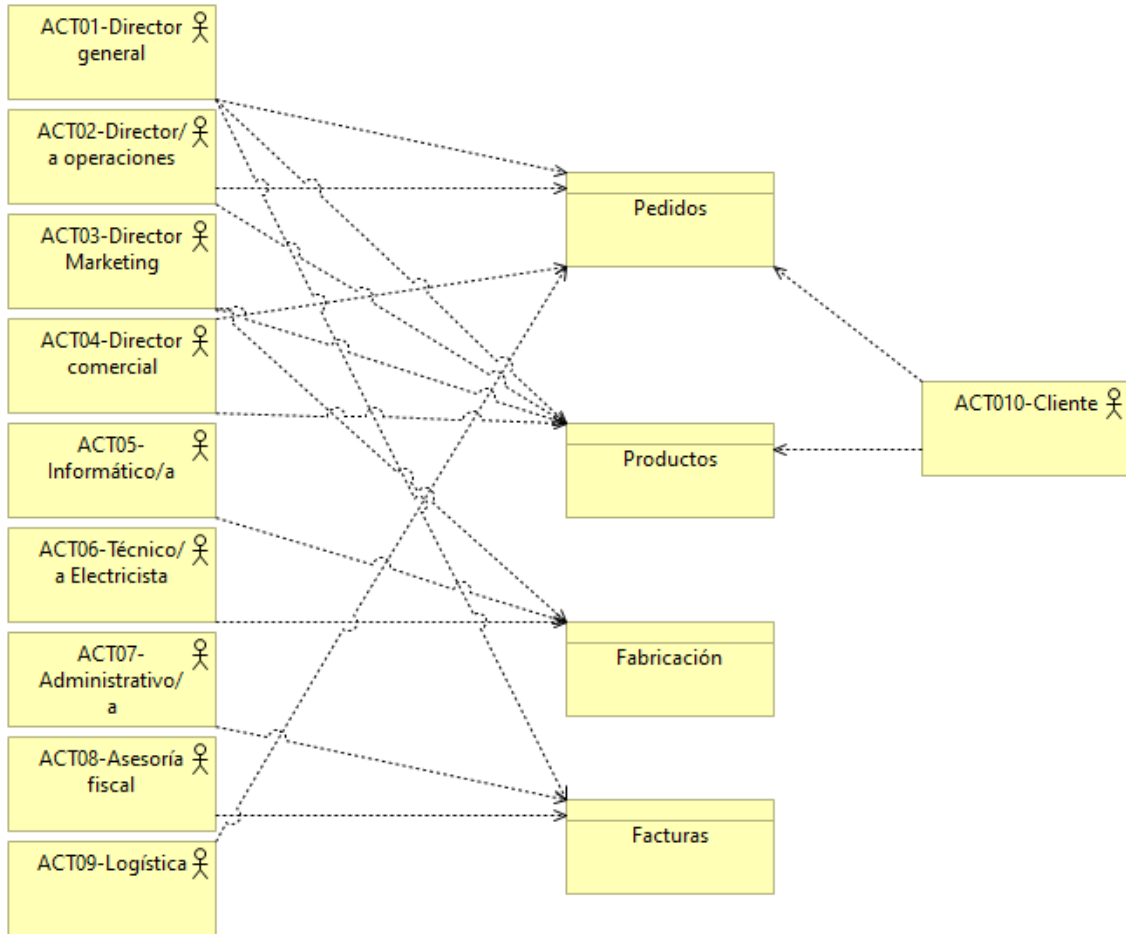 ACT01-Director
general
ACT02-Director/
a operaciones
ACT03-Director
Marketing
ACT04-Director
comercial
ACT05-
Informático/a
ACT06-Técnico/
a Electricista
ACT07-
Administrativo/
a
ACT08-Asesoría
fiscal
ACT09-Logística
Pedidos
Productos
Fabricación
Facturas
ACT010-Cliente